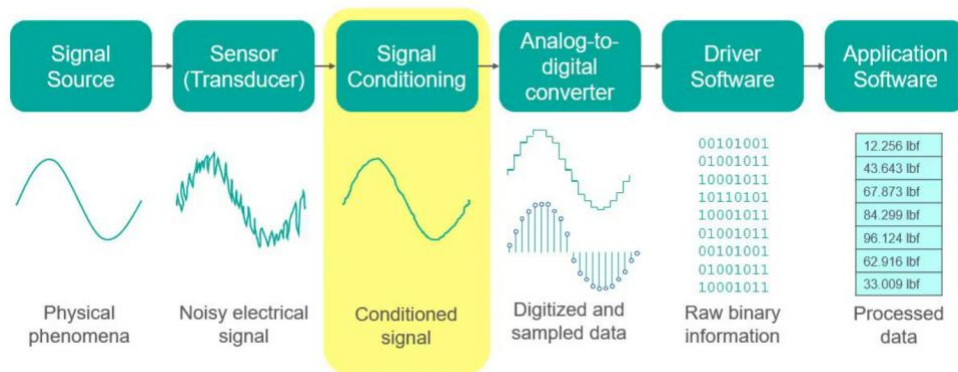 Signal
Source
Sensor
(Transducer)
Signal
Conditioning
Analog-to-
digital
converter
Driver
Software
Application
Software
00101001
01001011
10001011
10110101
10001011
01001011
00101001
01001011
10001011
12.256 lbf
43.643 lbf
67.873 lbf
84.299 lbf
96.124 lbf
62.916 lbf
33.009 lbf
Physical
phenomena
Noisy electrical
signal
Conditioned
signal
Digitized and
sampled data
Raw binary
information
Processed
data